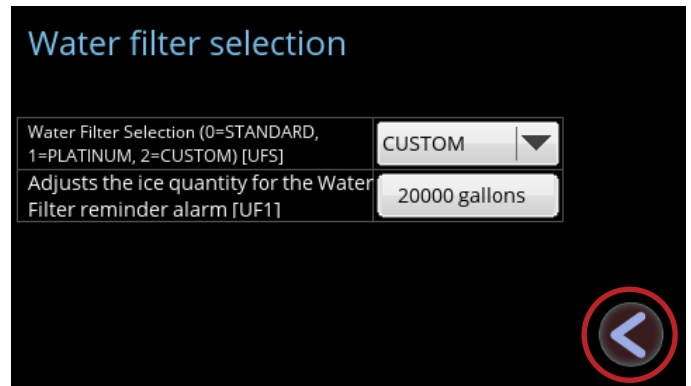 Water filter selection
Water Filter Selection (0=STANDARD,
1=PLATINUM, 2=CUSTOM) [UFS]
CUSTOM
Adjusts the ice quantity for the Water
Filter reminder alarm [UF1]
20000 gallons